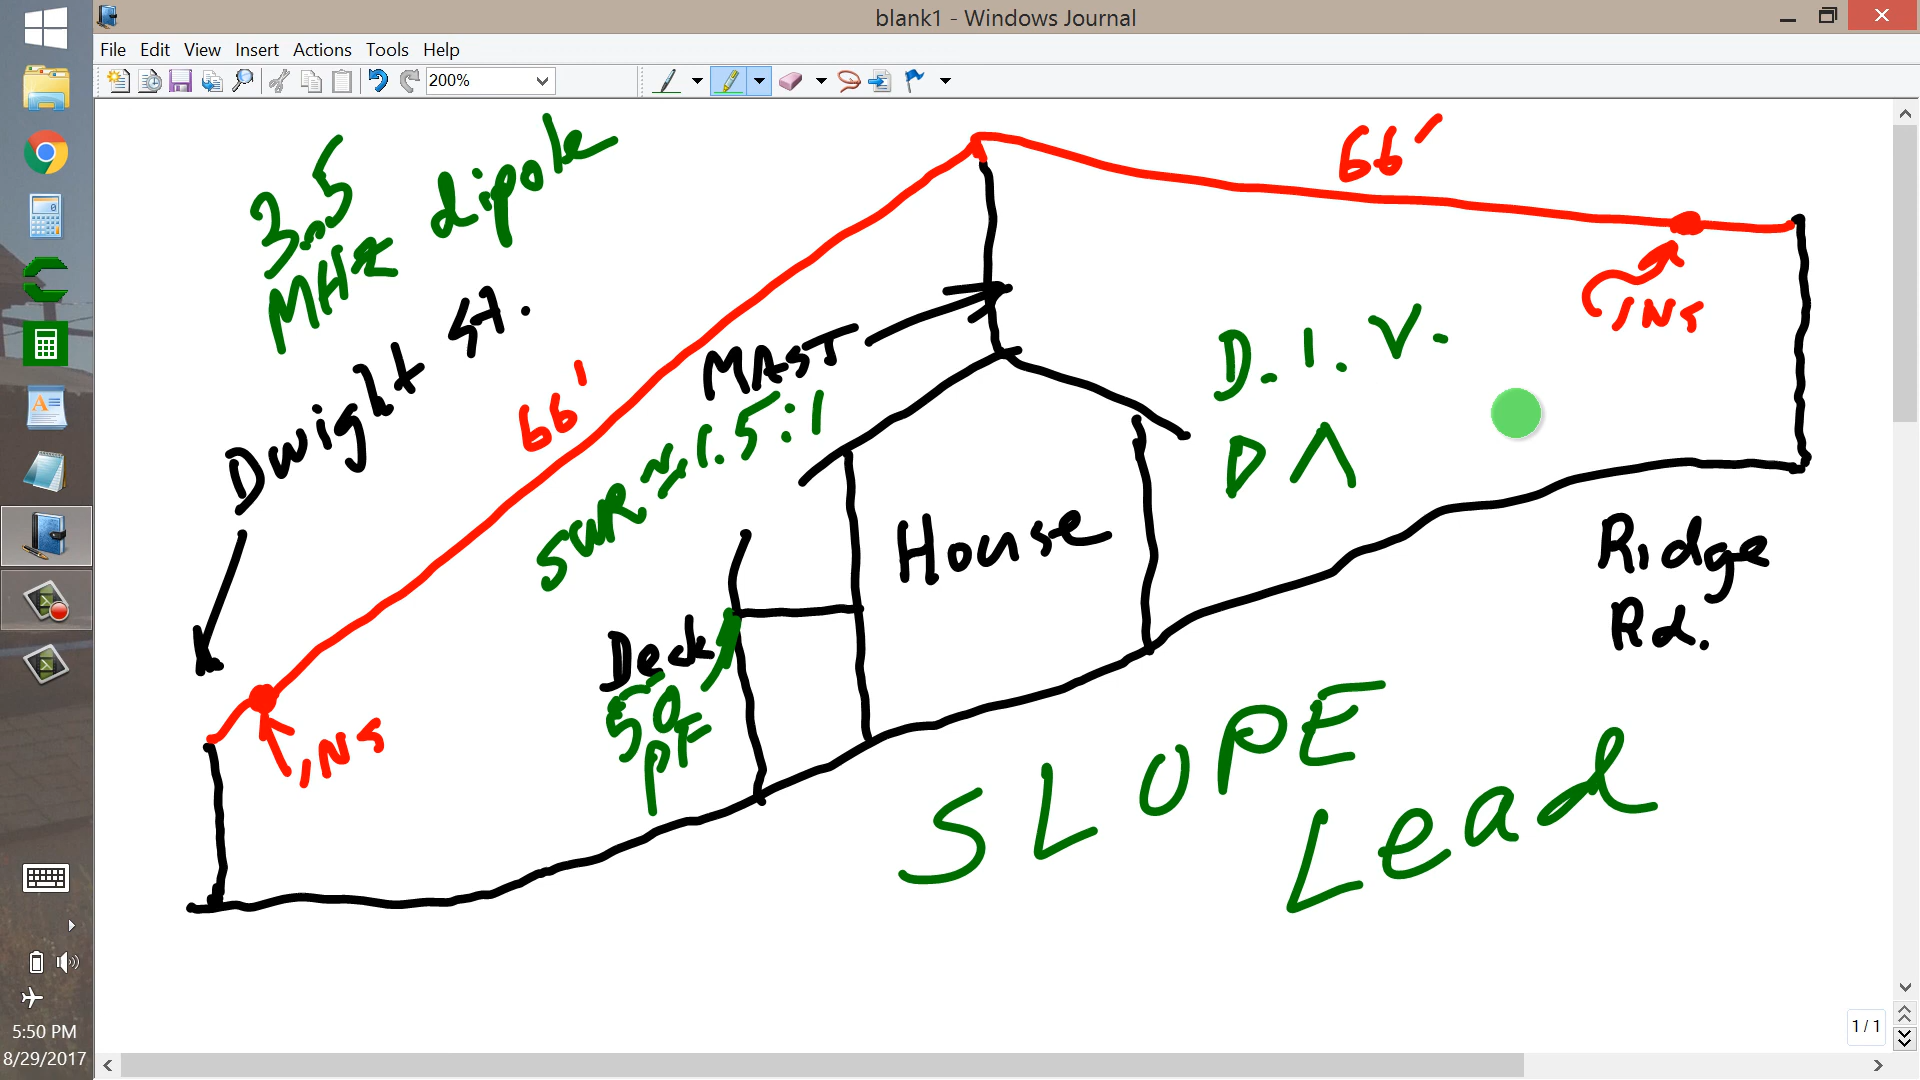 blank1 - Windows Journal
File Edit View Insert Actions Tools Help
200%
3.5
MHz dipole
Dwight St.
66'
66'
MAST
SWR ≈ 1.5:1
INS
D.I.V.
D Λ
House
Deck
50
PF
INS
Ridge
Rd.
SLOPE
Lead
1 / 1
5:50 PM
8/29/2017